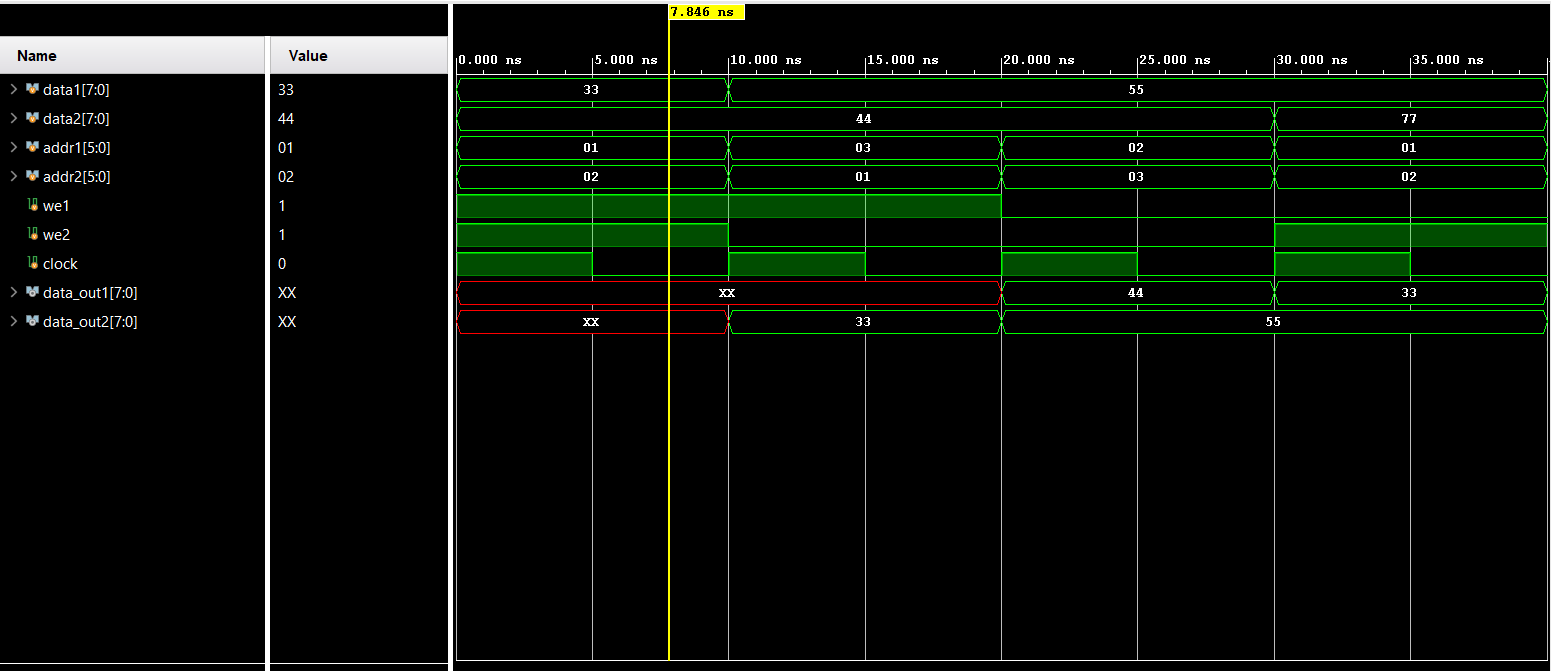 7.846 ns
Name Value
0.000 ns 5.000 ns 10.000 ns 15.000 ns 20.000 ns 25.000 ns 30.000 ns 35.000 ns
data1[7:0] 33 33 55
data2[7:0] 44 44 77
addr1[5:0] 01 01 03 02 01
addr2[5:0] 02 02 01 03 02
we1 1
we2 1
clock 0
data_out1[7:0] XX XX 44 33
data_out2[7:0] XX XX 33 55